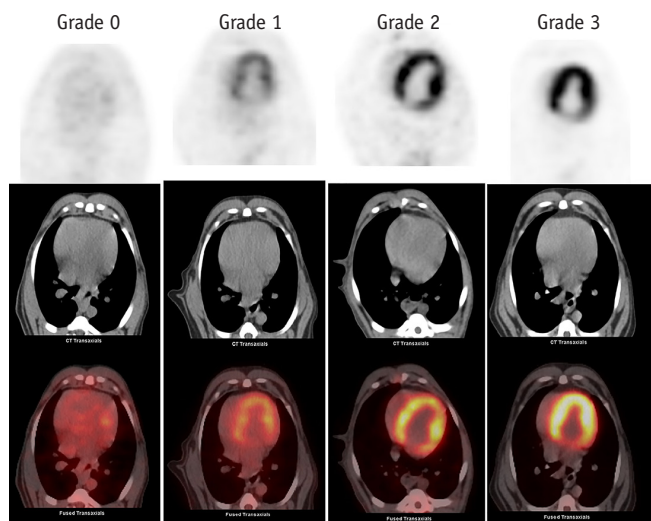 Grade 0
Grade 1
Grade 2
Grade 3
CT Transaxials
CT Transaxials
CT Transaxials
CT Transaxials
Fused Transaxials
Fused Transaxials
Fused Transaxials
Fused Transaxials